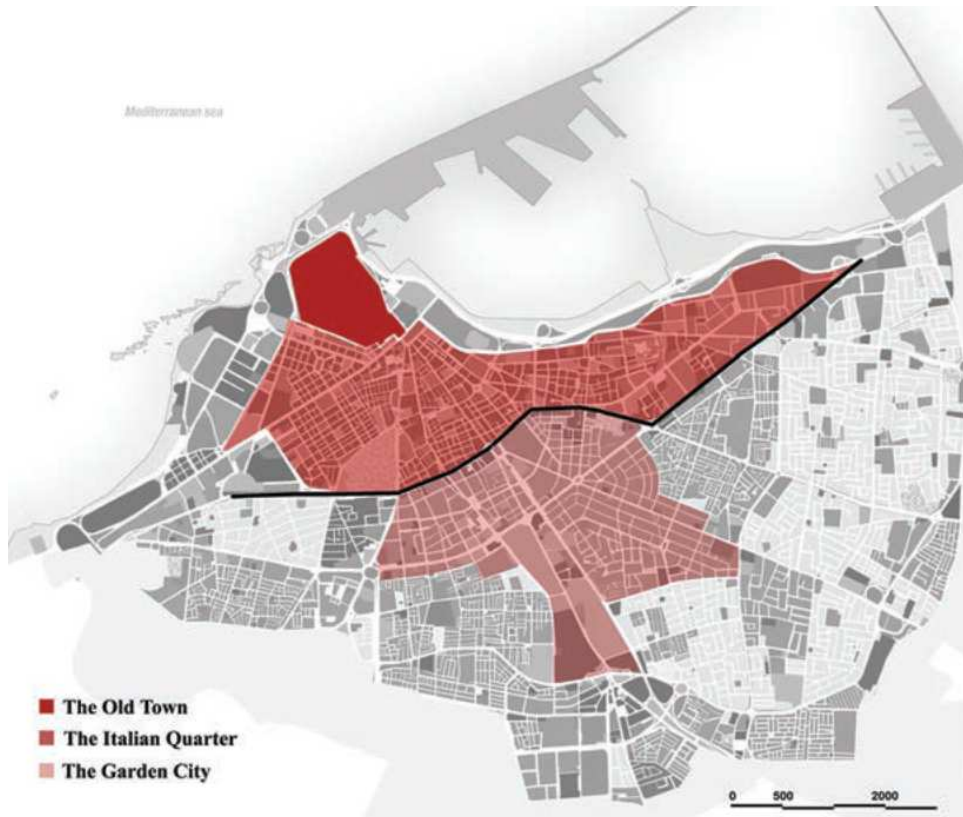 Mediterranean sea
The Old Town
The Italian Quarter
The Garden City
0 500 2000